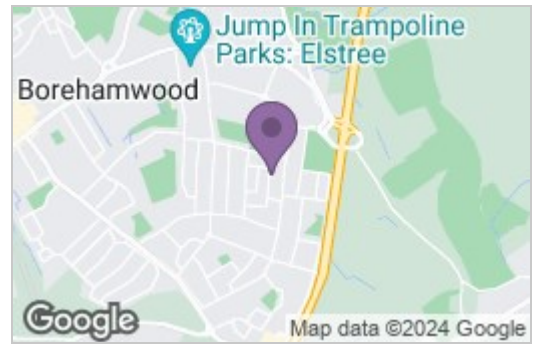 Jump In Trampoline
Parks: Elstree
Borehamwood
Google
Map data ©2024 Google